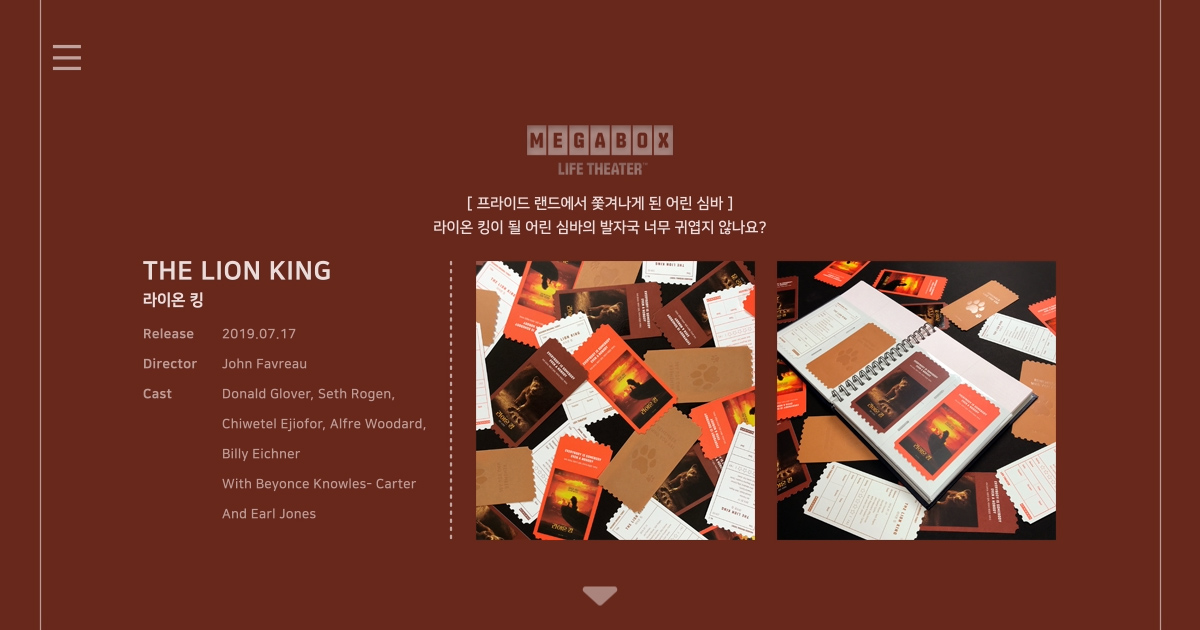 MEGABOX
LIFE THEATER™
[ 프라이드 랜드에서 쫓겨나게 된 어린 심바 ]
라이온 킹이 될 어린 심바의 발자국 너무 귀엽지 않나요?
THE LION KING
라이온 킹
Release 2019.07.17
Director John Favreau
Cast Donald Glover, Seth Rogen,
Chiwetel Ejiofor, Alfre Woodard,
Billy Eichner
With Beyonce Knowles- Carter
And Earl Jones